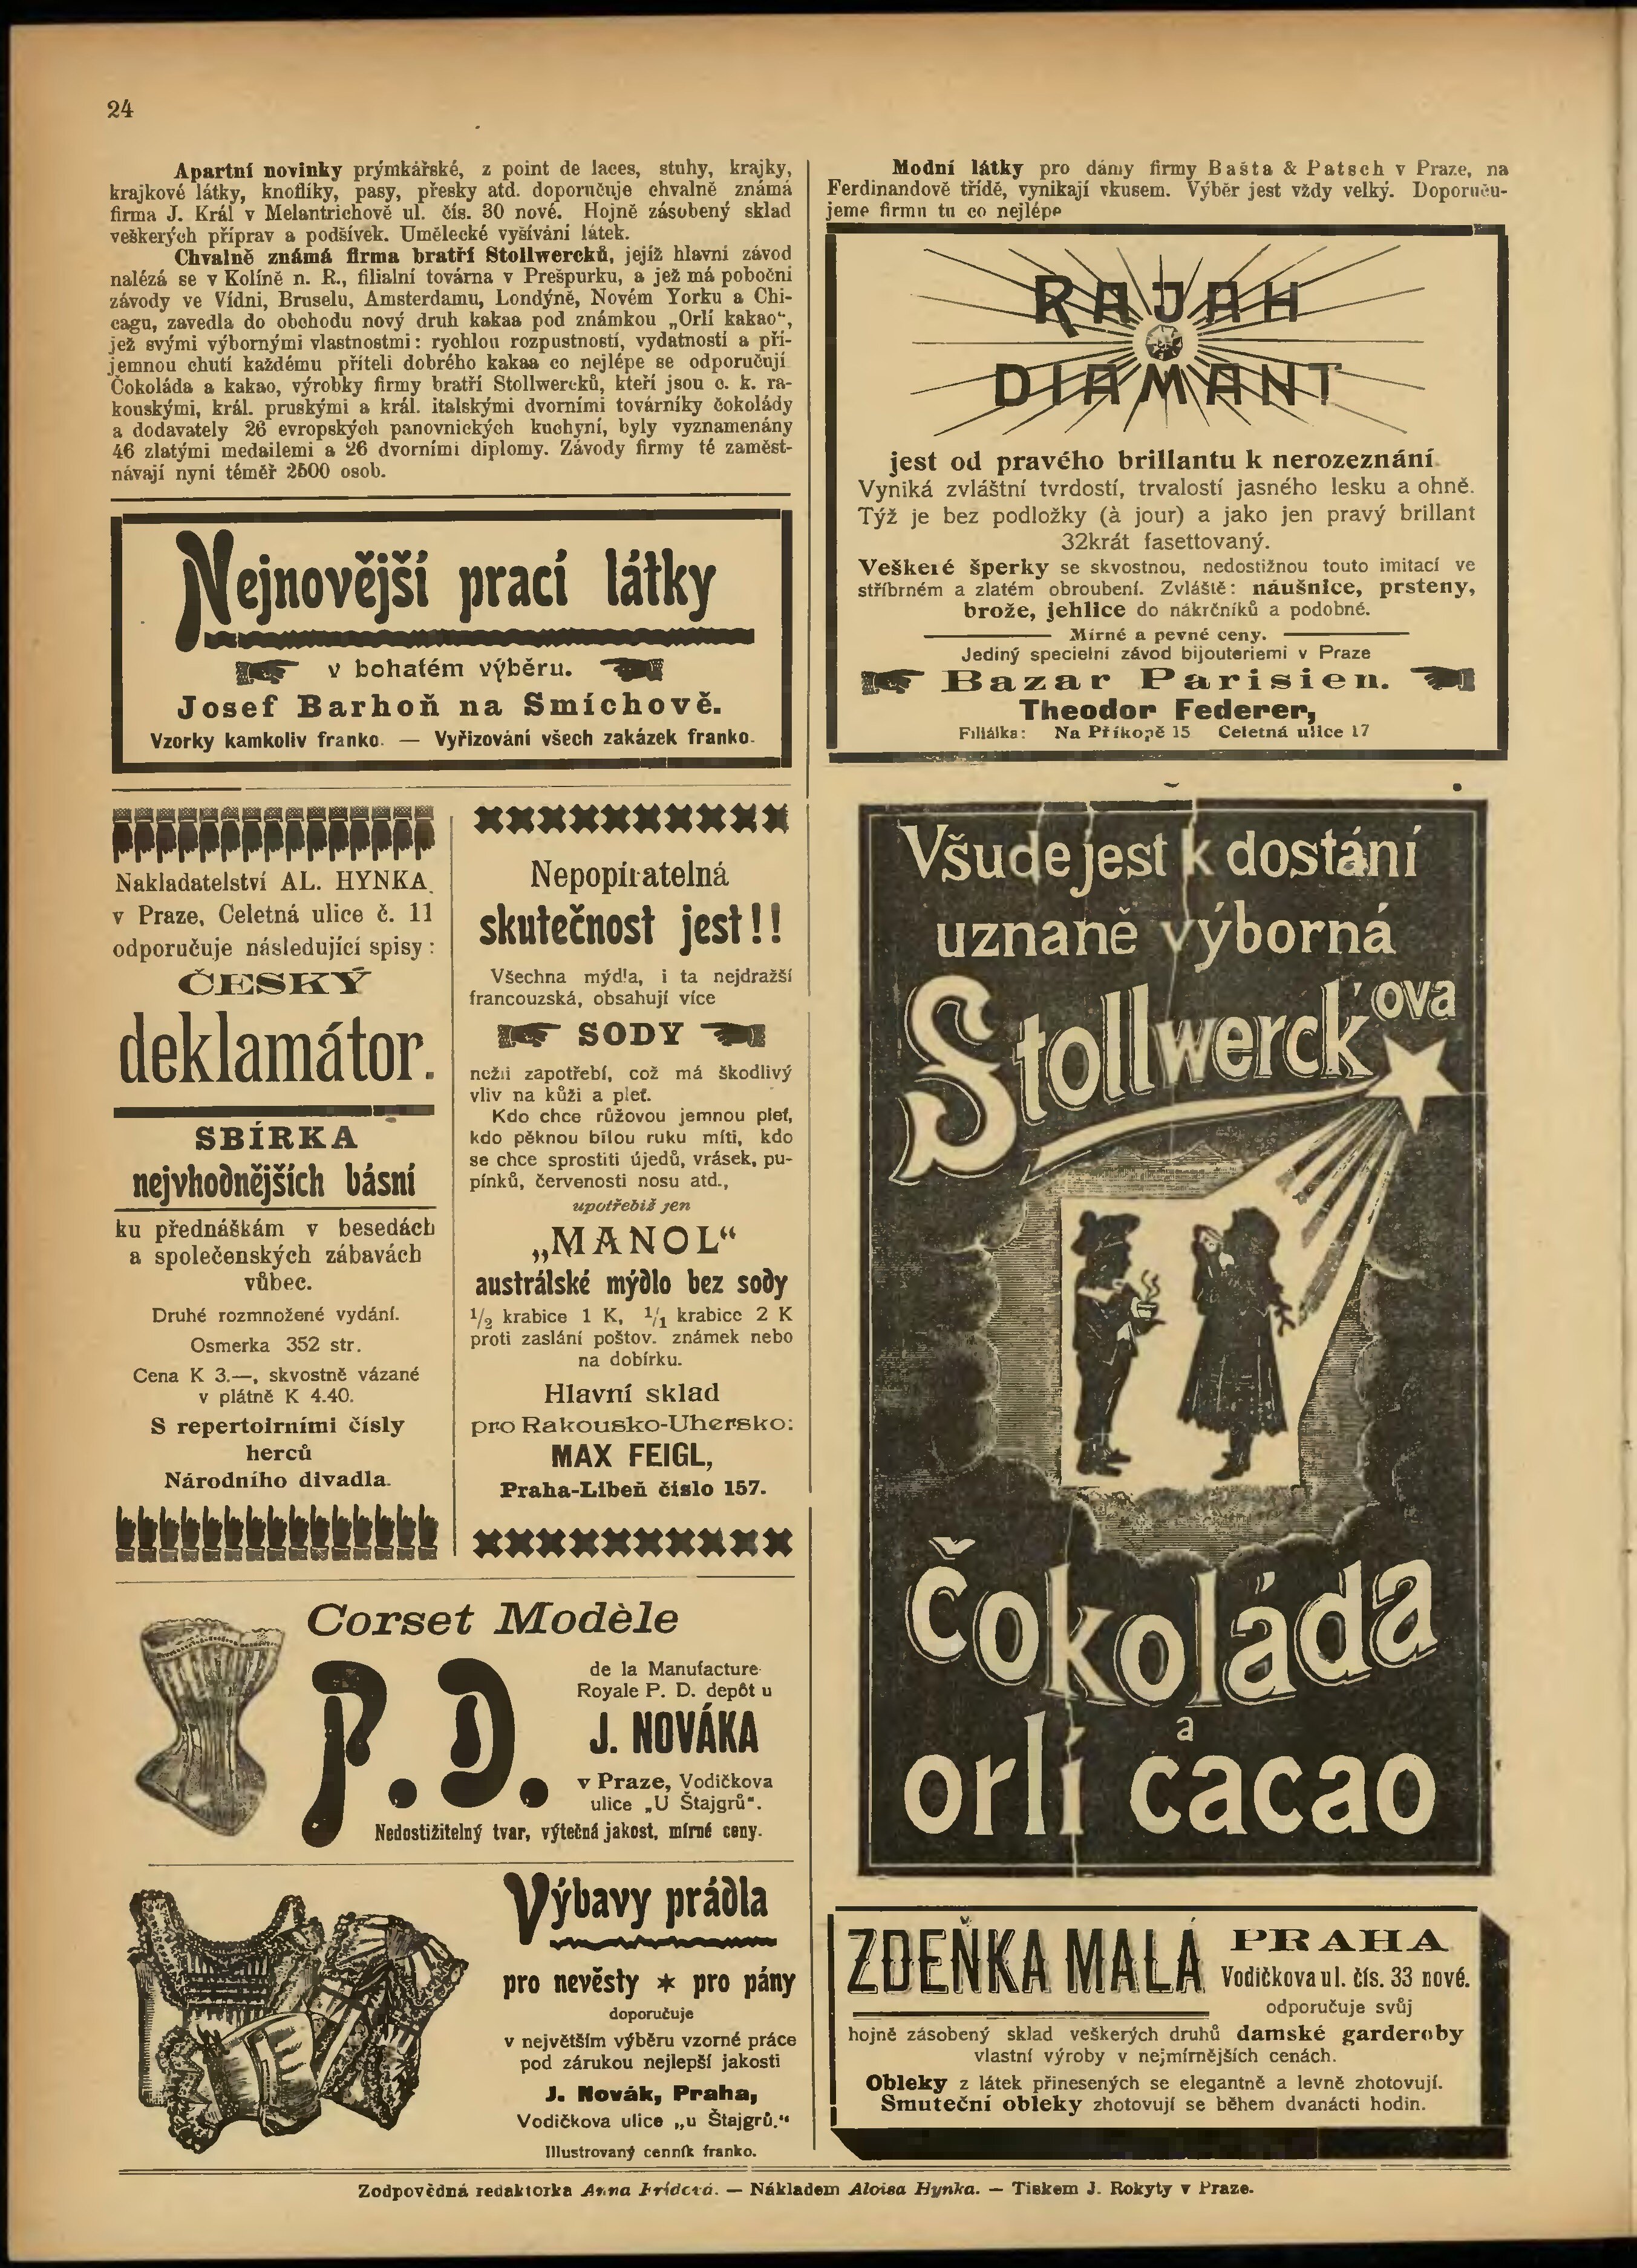 24
Apartní novinky prýmkářské, z point de laces, stuhy, krajky,
krajkové látky, knoflíky, pasy, přesky atd. doporučuje chvalně známá
firma J. Král v Melantrichově ul. čís. 30 nové. Hojně zásobený sklad
veškerých příprav a podšívek. Umělecké vyšívání látek.
Chvalně známá firma bratří Stollwercků, jejíž hlavní závod
nalézá se v Kolíně n. R., filialní továrna v Prešpurku, a jež má poboční
závody ve Vídni, Bruselu, Amsterdamu, Londýně, Novém Yorku a Chi-
cagu, zavedla do obchodu nový druh kakaa pod známkou „Orlí kakao“,
jež svými výbornými vlastnostmi: rychlou rozpustností, vydatností a pří-
jemnou chutí každému příteli dobrého kakaa co nejlépe se odporučují
Čokoláda a kakao, výrobky firmy bratří Stollwercků, kteří jsou c. k. ra-
kouskými, král. pruskými a král. italskými dvorními továrníky čokolády
a dodavately 26 evropských panovnických kuchyní, byly vyznamenány
46 zlatými medailemi a 26 dvorními diplomy. Závody firmy té zaměst-
návají nyní téměř 2500 osob.
Nejnovější prací látky
v bohatém výběru.
Josef Barhoň na Smíchově.
Vzorky kamkoliv franko. — Vyřizování všech zakázek franko.
Nakladatelství AL. HYNKA
v Praze, Celetná ulice č. 11
odporučuje následující spisy:
ČESKÝ
deklamátor.
SBÍRKA
nejvhodnějších básní
ku přednáškám v besedách
a společenských zábavách
vůbec.
Druhé rozmnožené vydání.
Osmerka 352 str.
Cena K 3.—, skvostně vázané
v plátně K 4.40.
S repertoirními čísly
herců
Národního divadla.
Nepopiratelná
skutečnost jest!!
Všechna mýdla, i ta nejdražší
francouzská, obsahují více
SODY
nežli zapotřebí, což má škodlivý
vliv na kůži a pleť.
Kdo chce růžovou jemnou pleť,
kdo pěknou bílou ruku míti, kdo
se chce sprostiti újedů, vrásek, pu-
pínků, červenosti nosu atd.,
upotřebiž jen
„MANOL“
austrálské mýdlo bez sody
1/2 krabice 1 K, 1/1 krabice 2 K
proti zaslání poštov. známek nebo
na dobírku.
Hlavní sklad
pro Rakousko-Uhersko:
MAX FEIGL,
Praha-Libeň číslo 157.
Corset Modèle
P. D.
de la Manufacture
Royale P. D. depôt u
J. NOVÁKA
v Praze, Vodičkova
ulice „U Štajgrů“.
Nedostižitelný tvar, výtečná jakost, mírné ceny.
Výbavy prádla
pro nevěsty * pro pány
doporučuje
v největším výběru vzorné práce
pod zárukou nejlepší jakosti
J. Novák, Praha,
Vodičkova ulice „u Štajgrů.“
Illustrovaný cenník franko.
Modní látky pro dámy firmy Bašta & Patsch v Praze, na
Ferdinandově třídě, vynikají vkusem. Výběr jest vždy velký. Doporuču-
jeme firmu tu co nejlépe
RAJAH
DIAMANT
jest od pravého brillantu k nerozeznání
Vyniká zvláštní tvrdostí, trvalostí jasného lesku a ohně.
Týž je bez podložky (à jour) a jako jen pravý brillant
32krát fasettovaný.
Veškeré šperky se skvostnou, nedostižnou touto imitací ve
stříbrném a zlatém obroubení. Zvláště: náušnice, prsteny,
brože, jehlice do nákrčníků a podobné.
Mírné a pevné ceny.
Jediný specielní závod bijouteriemi v Praze
Bazar Parisien.
Theodor Federer,
Filiálka: Na Příkopě 15 Celetná ulice 17
Všude jest k dostání
uznaně výborná
Stollwerck'ova
čokoláda
a
orlí cacao
ZDEŇKA MALÁ PRAHA
Vodičkova ul. čís. 33 nové.
odporučuje svůj
hojně zásobený sklad veškerých druhů damské garderoby
vlastní výroby v nejmírnějších cenách.
Obleky z látek přinesených se elegantně a levně zhotovují.
Smuteční obleky zhotovují se během dvanácti hodin.
Zodpovědná redaktorka Anna Frídová. — Nákladem Aloisa Hynka. — Tiskem J. Rokyty v Praze.